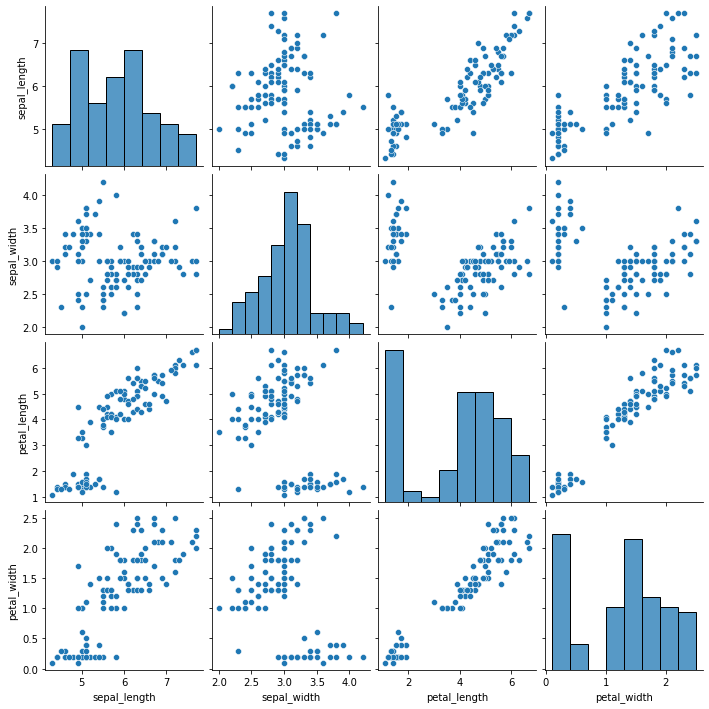 sepal_length
7
6
5
sepal_width
4.0
3.5
3.0
2.5
2.0
petal_length
6
5
4
3
2
1
petal_width
2.5
2.0
1.5
1.0
0.5
0.0
5 6 7
2.0 2.5 3.0 3.5 4.0
2 4 6
0 1 2
sepal_length sepal_width petal_length petal_width